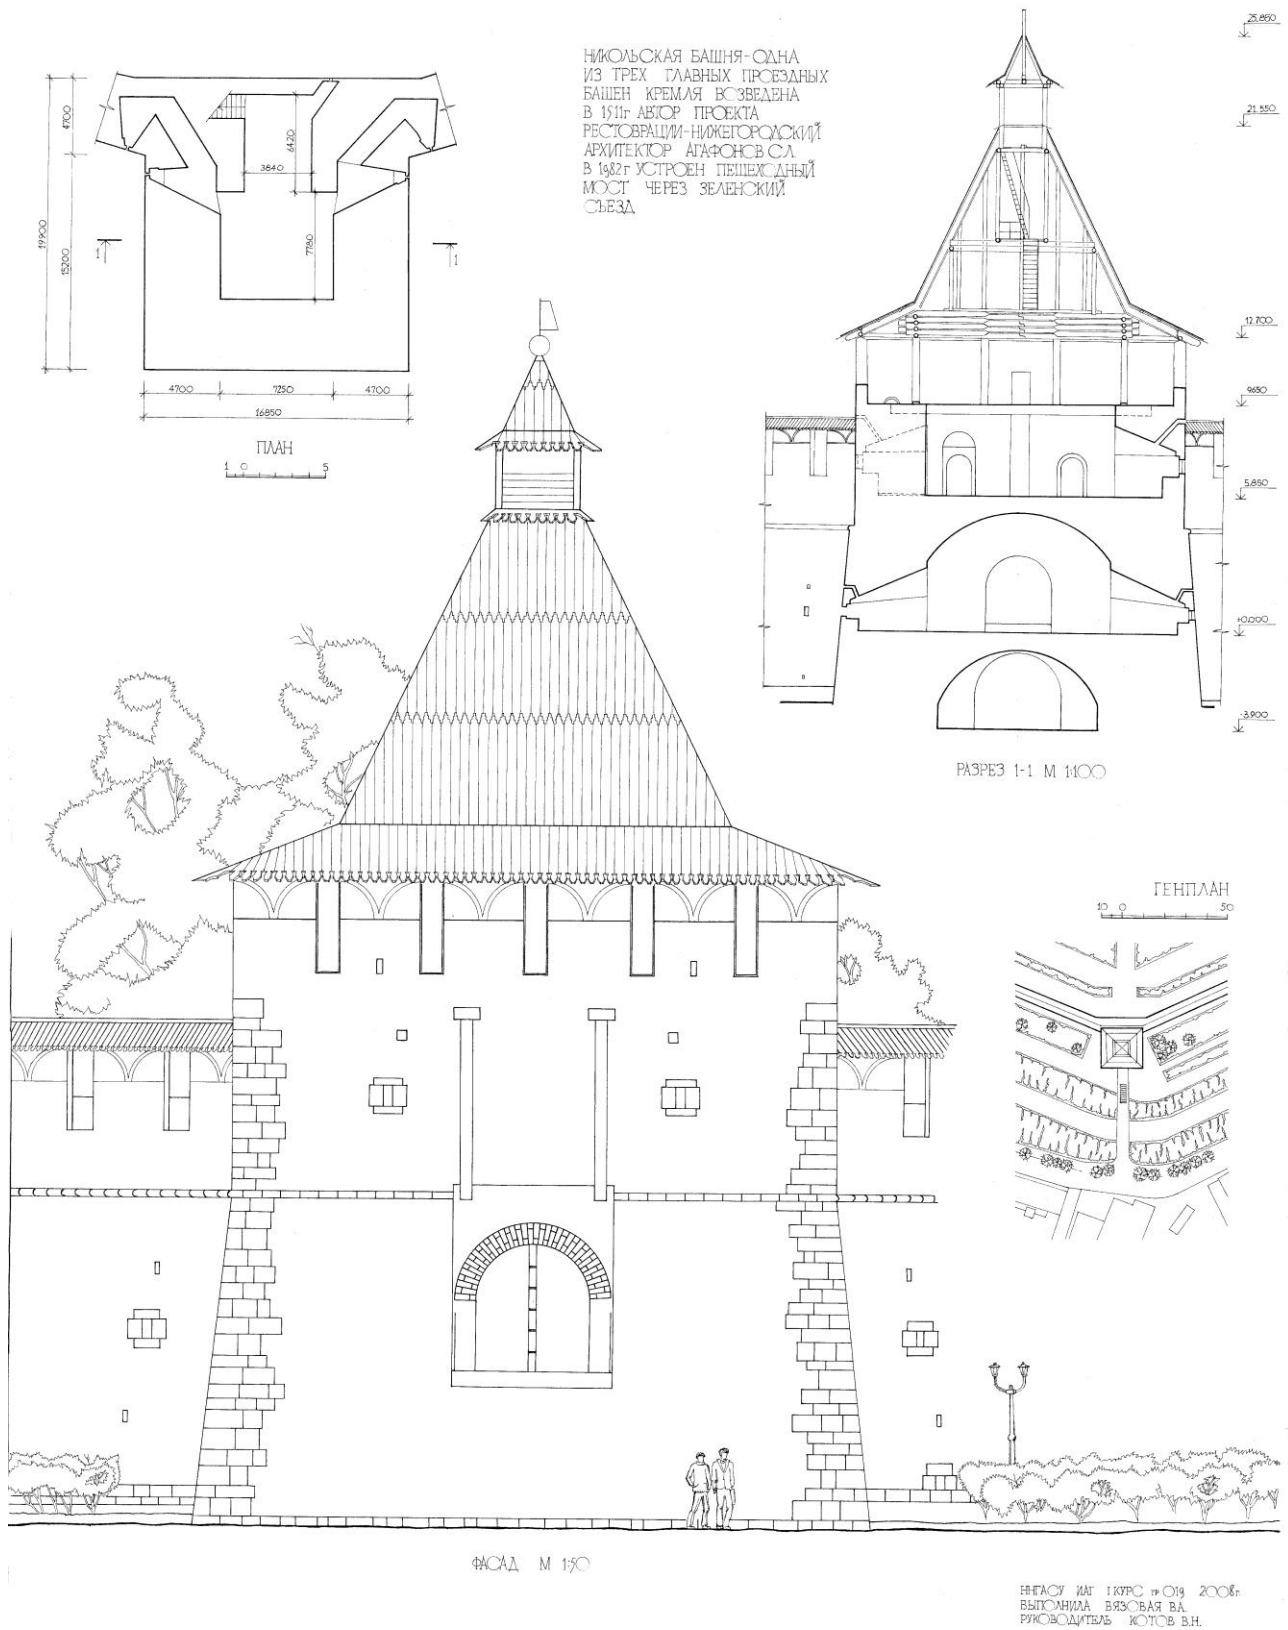 НИКОЛЬСКАЯ БАШНЯ-ОДНА
ИЗ ТРЕХ ГЛАВНЫХ ПРОЕЗДНЫХ
БАШЕН КРЕМЛЯ ВОЗВЕДЕНА
В 1511г АВТОР ПРОЕКТА
РЕСТОВРАЦИИ-НИЖЕГОРОДСКИЙ
АРХИТЕКТОР АГАФОНОВ С.Л.
В 1982г УСТРОЕН ПЕШЕХОДНЫЙ
МОСТ ЧЕРЕЗ ЗЕЛЕНСКИЙ
СЪЕЗД
4700
19900
15200
6420
3840
7780
1
1
4700
7250
4700
16850
ПЛАН
1 0 5
25.860
21.550
12.700
9.650
5.850
±0.000
-3.900
РАЗРЕЗ 1-1 М 1:100
ГЕНПЛАН
10 0 50
ФАСАД М 1:50
ННГАСУ ИАГ I КУРС гр 019 2008г.
ВЫПОЛНИЛА ВЯЗОВАЯ В.А.
РУКОВОДИТЕЛЬ КОТОВ В.Н.